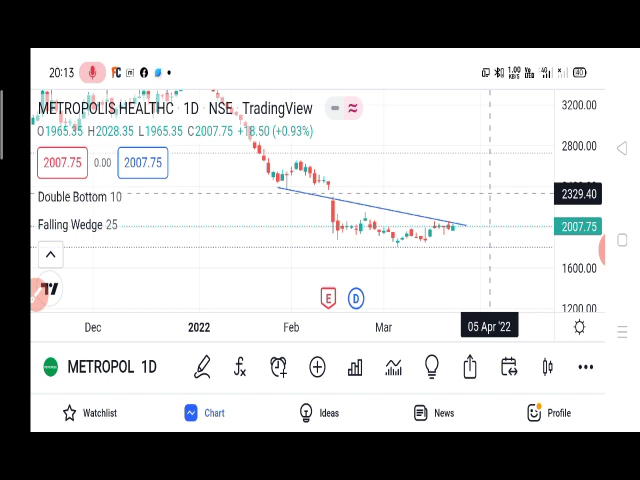 20:13
METROPOLIS HEALTHC · 1D · NSE · TradingView
O1965.35 H2028.35 L1965.35 C2007.75 +18.50 (+0.93%)
2007.75 0.00 2007.75
Double Bottom 10
Falling Wedge 25
3200.00
2800.00
2329.40
2007.75
1600.00
1200.00
E D
Dec 2022 Feb Mar 05 Apr '22
METROPOL 1D
Watchlist Chart Ideas News Profile